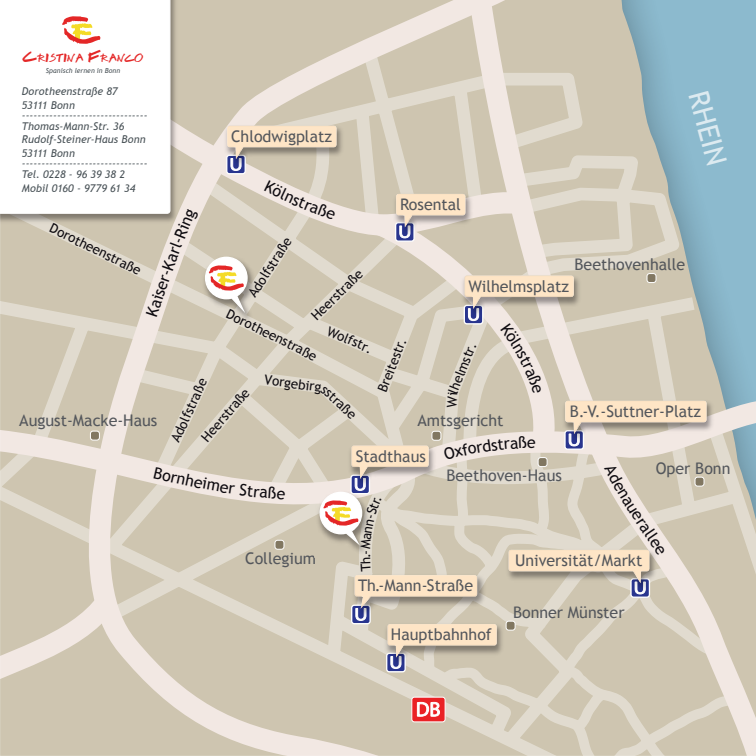 CRISTINA FRANCO
Spanisch lernen in Bonn
Dorotheenstraße 87
53111 Bonn
Thomas-Mann-Str. 36
Rudolf-Steiner-Haus Bonn
53111 Bonn
Tel. 0228 - 96 39 38 2
Mobil 0160 - 9779 61 34
RHEIN
Chlodwigplatz
U
Kölnstraße
Rosental
U
Dorotheenstraße
Kaiser-Karl-Ring
Adolfstraße
Heerstraße
Beethovenhalle
Wilhelmsplatz
U
Dorotheenstraße
Wolfstr.
Breitestr.
Wilhelmstr.
Kölnstraße
Vorgebirgsstraße
Adolfstraße
Heerstraße
August-Macke-Haus
Amtsgericht
B.-V.-Suttner-Platz
U
Oxfordstraße
Stadthaus
U
Beethoven-Haus
Oper Bonn
Bornheimer Straße
Adenauerallee
Th.-Mann-Str.
Collegium
Universität/Markt
U
Th.-Mann-Straße
U
Bonner Münster
Hauptbahnhof
U
DB